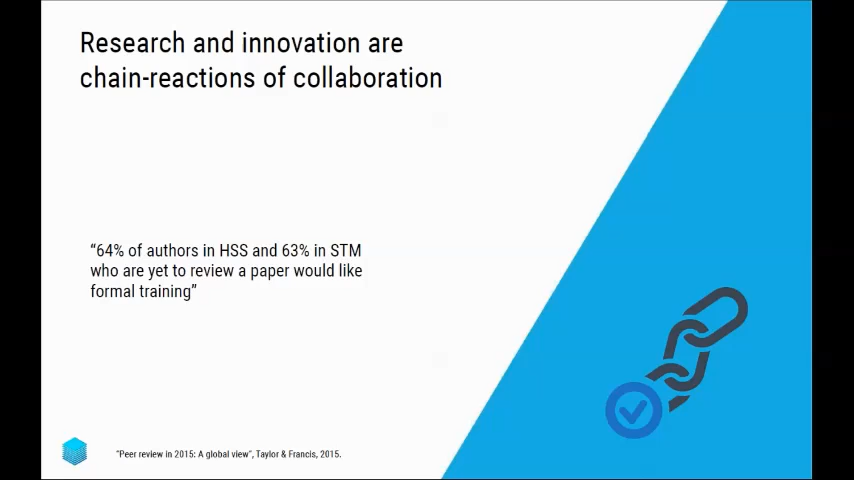 Research and innovation are
chain-reactions of collaboration
“64% of authors in HSS and 63% in STM
who are yet to review a paper would like
formal training”
“Peer review in 2015: A global view”, Taylor & Francis, 2015.